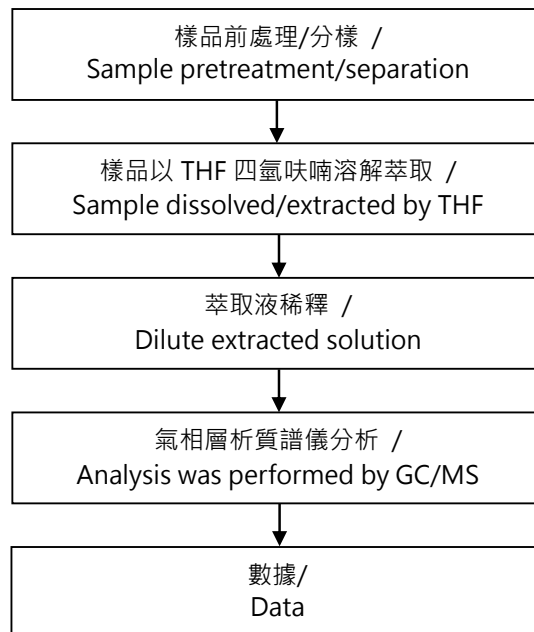 樣品前處理/分樣 /
Sample pretreatment/separation
樣品以 THF 四氫呋喃溶解萃取 /
Sample dissolved/extracted by THF
萃取液稀釋 /
Dilute extracted solution
氣相層析質譜儀分析 /
Analysis was performed by GC/MS
數據/
Data